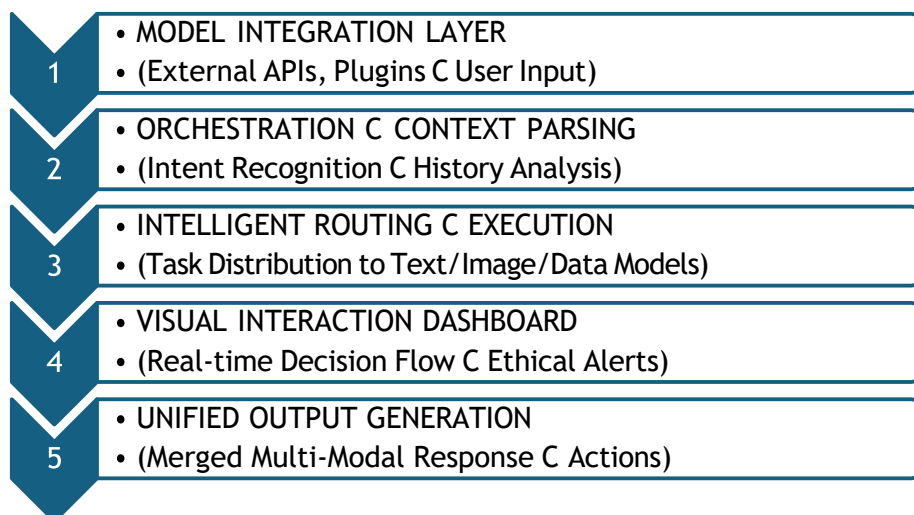 1
• MODEL INTEGRATION LAYER
• (External APIs, Plugins C User Input)
2
• ORCHESTRATION C CONTEXT PARSING
• (Intent Recognition C History Analysis)
3
• INTELLIGENT ROUTING C EXECUTION
• (Task Distribution to Text/Image/Data Models)
4
• VISUAL INTERACTION DASHBOARD
• (Real-time Decision Flow C Ethical Alerts)
5
• UNIFIED OUTPUT GENERATION
• (Merged Multi-Modal Response C Actions)